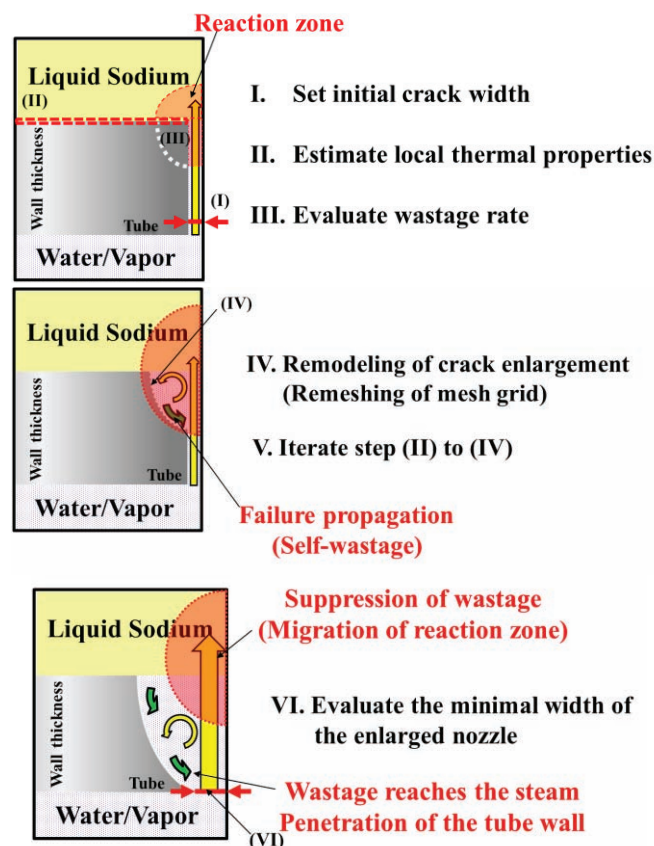 Reaction zone
Liquid Sodium
(II)
(III)
Wall thickness
(I)
Tube
Water/Vapor
I. Set initial crack width
II. Estimate local thermal properties
III. Evaluate wastage rate
(IV)
Liquid Sodium
Wall thickness
Tube
Water/Vapor
IV. Remodeling of crack enlargement
(Remeshing of mesh grid)
V. Iterate step (II) to (IV)
Failure propagation
(Self-wastage)
Suppression of wastage
(Migration of reaction zone)
Liquid Sodium
Wall thickness
Tube
Water/Vapor
(VI)
VI. Evaluate the minimal width of
the enlarged nozzle
Wastage reaches the steam
Penetration of the tube wall